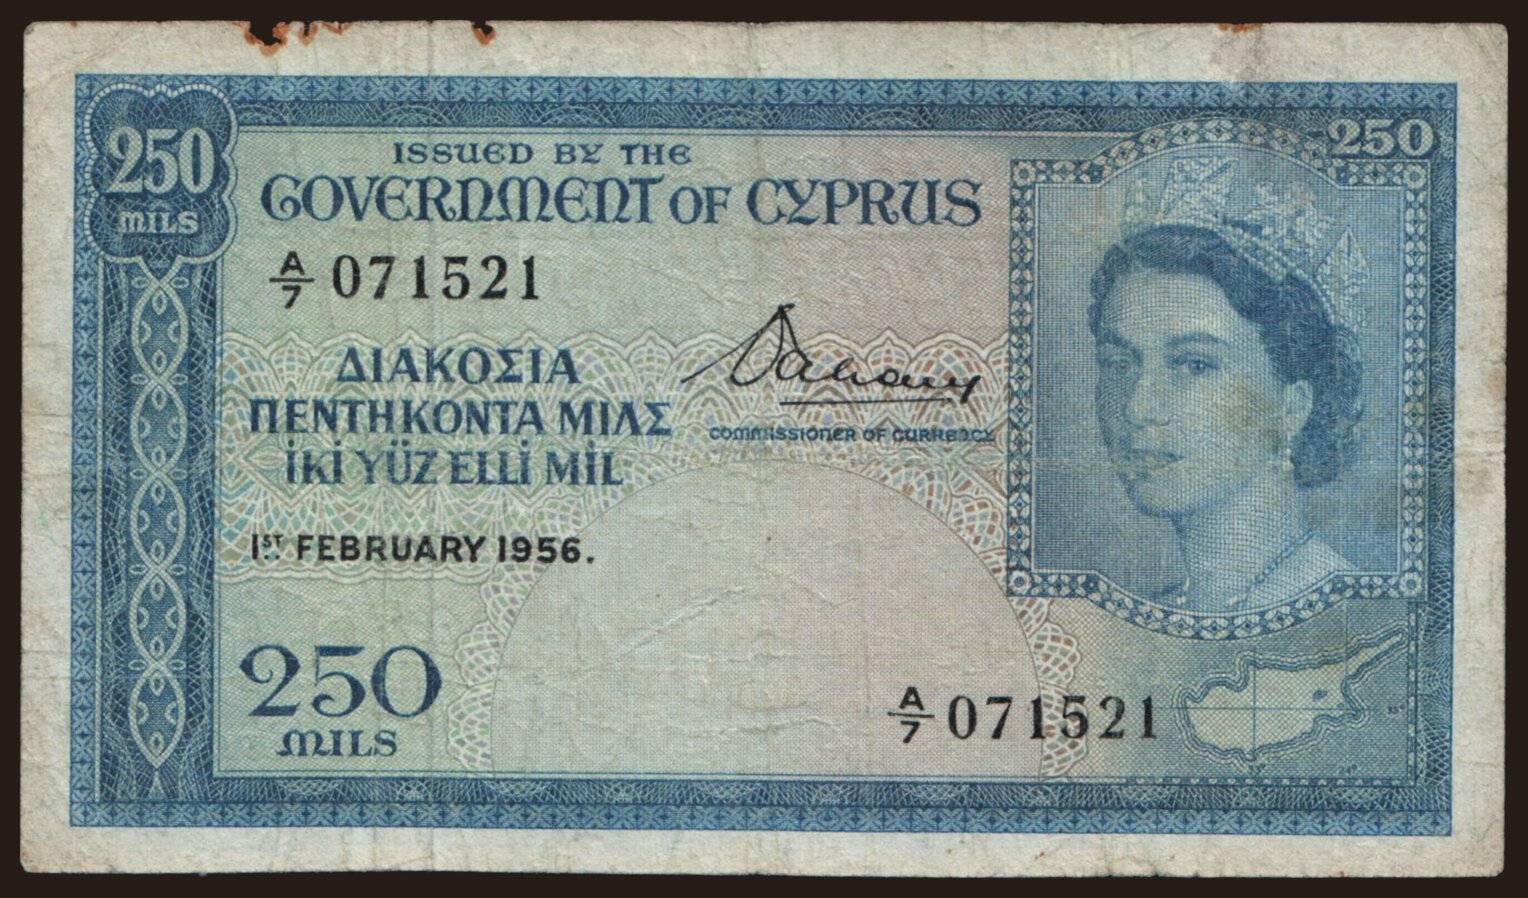 250
MILS
ISSUED BY THE
GOVERNMENT OF CYPRUS
250
A/7 071521
ΔΙΑΚΟΣΙΑ
ΠΕΝΤΗΚΟΝΤΑ ΜΙΛΣ
İKİ YÜZ ELLİ MİL
COMMISSIONER OF CURRENCY
1ST FEBRUARY 1956.
250
MILS
A/7 071521
35°